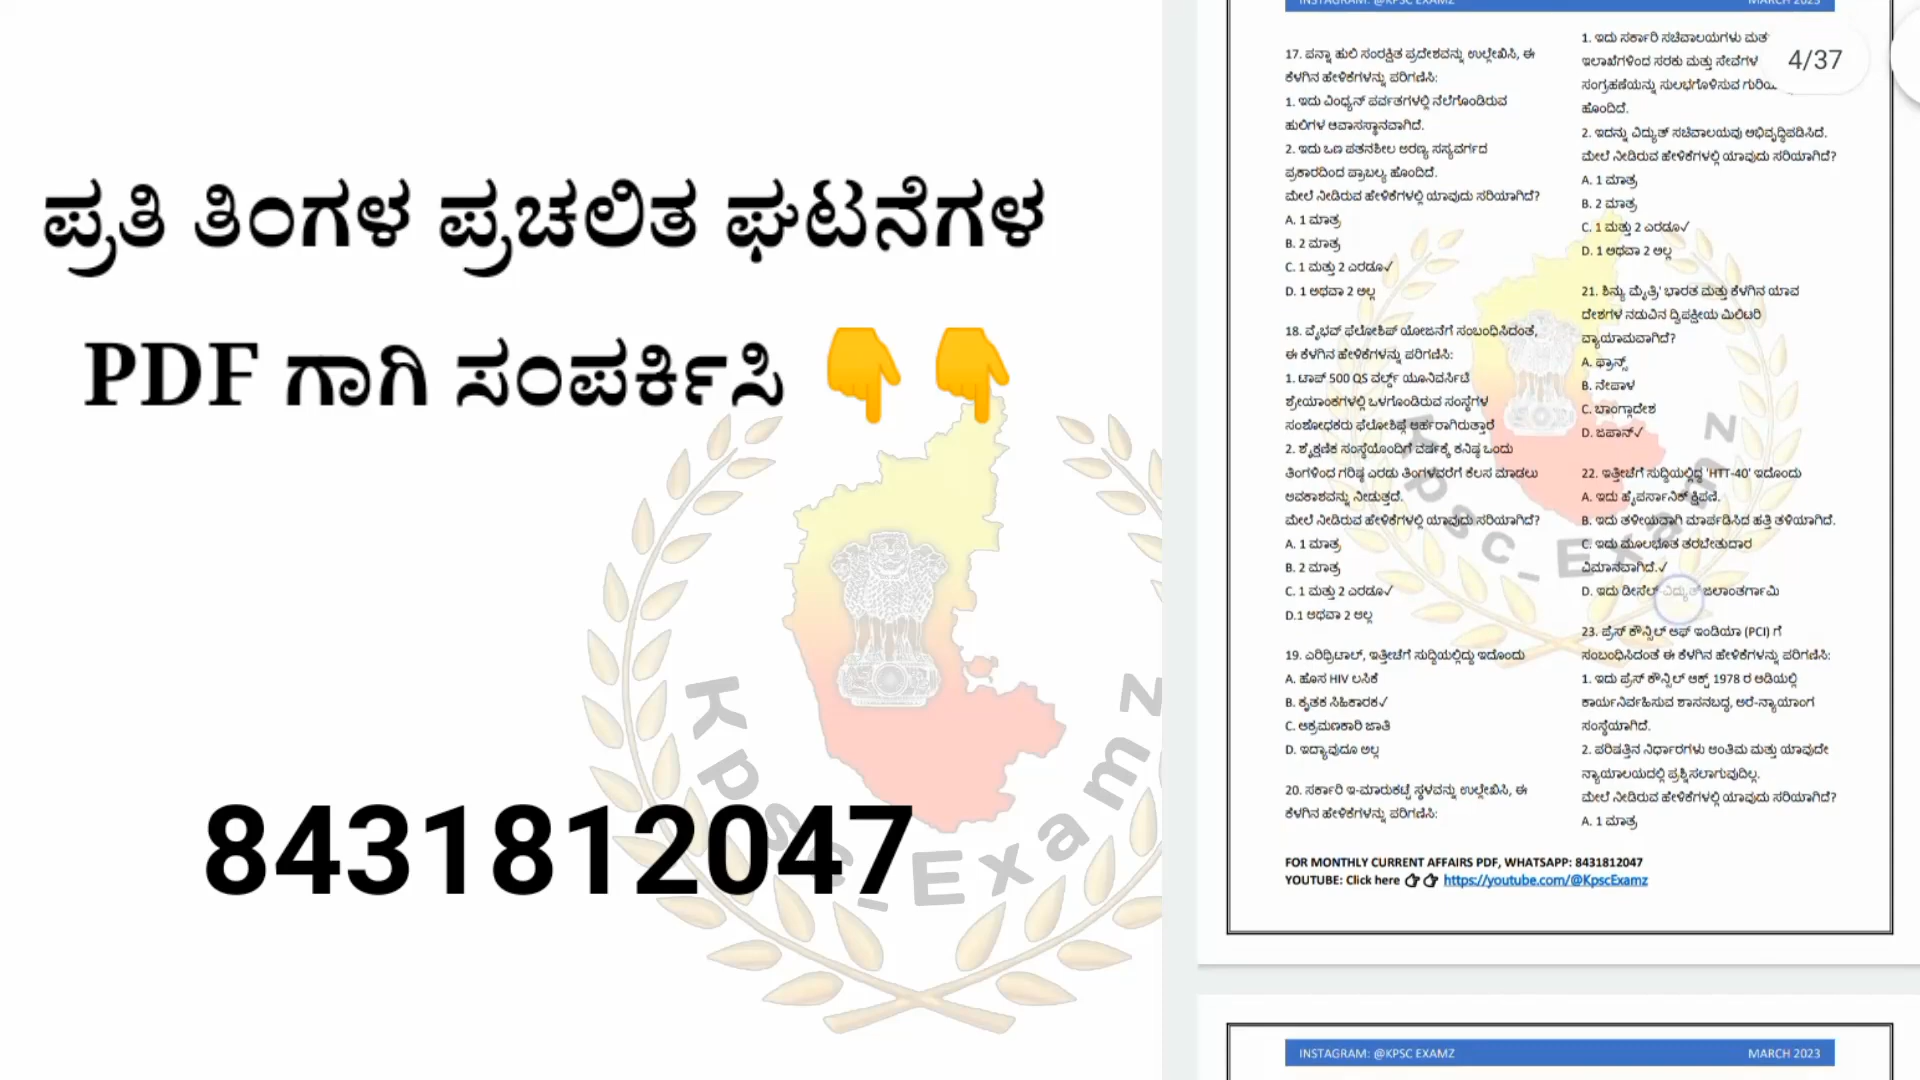 ಪ್ರತಿ ತಿಂಗಳ ಪ್ರಚಲಿತ ಘಟನೆಗಳ
PDF ಗಾಗಿ ಸಂಪರ್ಕಿಸಿ 👇 👇
8431812047
Kpsc_Examz
INSTAGRAM: @KPSC EXAMZ MARCH 2023
4/37
17. ಪನ್ನಾ ಹುಲಿ ಸಂರಕ್ಷಿತ ಪ್ರದೇಶವನ್ನು ಉಲ್ಲೇಖಿಸಿ, ಈ
ಕೆಳಗಿನ ಹೇಳಿಕೆಗಳನ್ನು ಪರಿಗಣಿಸಿ:
1. ಇದು ವಿಂಧ್ಯನ್ ಪರ್ವತಗಳಲ್ಲಿ ನೆಲೆಗೊಂಡಿರುವ
ಹುಲಿಗಳ ಆವಾಸಸ್ಥಾನವಾಗಿದೆ.
2. ಇದು ಒಣ ಪತನಶೀಲ ಅರಣ್ಯ ಸಸ್ಯವರ್ಗದ
ಪ್ರಕಾರದಿಂದ ಪ್ರಾಬಲ್ಯ ಹೊಂದಿದೆ.
ಮೇಲೆ ನೀಡಿರುವ ಹೇಳಿಕೆಗಳಲ್ಲಿ ಯಾವುದು ಸರಿಯಾಗಿದೆ?
A. 1 ಮಾತ್ರ
B. 2 ಮಾತ್ರ
C. 1 ಮತ್ತು 2 ಎರಡೂ✓
D. 1 ಅಥವಾ 2 ಅಲ್ಲ
18. ವೈಭವ್ ಫೆಲೋಶಿಪ್ ಯೋಜನೆಗೆ ಸಂಬಂಧಿಸಿದಂತೆ,
ಈ ಕೆಳಗಿನ ಹೇಳಿಕೆಗಳನ್ನು ಪರಿಗಣಿಸಿ:
1. ಟಾಪ್ 500 QS ವರ್ಲ್ಡ್ ಯೂನಿವರ್ಸಿಟಿ
ಶ್ರೇಯಾಂಕಗಳಲ್ಲಿ ಒಳಗೊಂಡಿರುವ ಸಂಸ್ಥೆಗಳ
ಸಂಶೋಧಕರು ಫೆಲೋಶಿಪ್ಗೆ ಅರ್ಹರಾಗಿರುತ್ತಾರೆ
2. ಶೈಕ್ಷಣಿಕ ಸಂಸ್ಥೆಯೊಂದಿಗೆ ವರ್ಷಕ್ಕೆ ಕನಿಷ್ಠ ಒಂದು
ತಿಂಗಳಿಂದ ಗರಿಷ್ಠ ಎರಡು ತಿಂಗಳವರೆಗೆ ಕೆಲಸ ಮಾಡಲು
ಅವಕಾಶವನ್ನು ನೀಡುತ್ತದೆ.
ಮೇಲೆ ನೀಡಿರುವ ಹೇಳಿಕೆಗಳಲ್ಲಿ ಯಾವುದು ಸರಿಯಾಗಿದೆ?
A. 1 ಮಾತ್ರ
B. 2 ಮಾತ್ರ
C. 1 ಮತ್ತು 2 ಎರಡೂ✓
D.1 ಅಥವಾ 2 ಅಲ್ಲ
19. ಎರಿಥ್ರಿಟಾಲ್, ಇತ್ತೀಚೆಗೆ ಸುದ್ದಿಯಲ್ಲಿದ್ದು ಇದೊಂದು
A. ಹೊಸ HIV ಲಸಿಕೆ
B. ಕೃತಕ ಸಿಹಿಕಾರಕ✓
C. ಆಕ್ರಮಣಕಾರಿ ಜಾತಿ
D. ಇದ್ಯಾವುದೂ ಅಲ್ಲ
20. ಸರ್ಕಾರಿ ಇ-ಮಾರುಕಟ್ಟೆ ಸ್ಥಳವನ್ನು ಉಲ್ಲೇಖಿಸಿ, ಈ
ಕೆಳಗಿನ ಹೇಳಿಕೆಗಳನ್ನು ಪರಿಗಣಿಸಿ:
1. ಇದು ಸರ್ಕಾರಿ ಸಚಿವಾಲಯಗಳು ಮತ್
ಇಲಾಖೆಗಳಿಂದ ಸರಕು ಮತ್ತು ಸೇವೆಗಳ
ಸಂಗ್ರಹಣೆಯನ್ನು ಸುಲಭಗೊಳಿಸುವ
ಹೊಂದಿದೆ.
2. ಇದನ್ನು ವಿದ್ಯುತ್ ಸಚಿವಾಲಯವು ಅಭಿವೃದ್ಧಿಪಡಿಸಿದೆ.
ಮೇಲೆ ನೀಡಿರುವ ಹೇಳಿಕೆಗಳಲ್ಲಿ ಯಾವುದು ಸರಿಯಾಗಿದೆ?
A. 1 ಮಾತ್ರ
B. 2 ಮಾತ್ರ
C. 1 ಮತ್ತು 2 ಎರಡೂ✓
D. 1 ಅಥವಾ 2 ಅಲ್ಲ
21. ಶಿನ್ಯು ಮೈತ್ರಿ' ಭಾರತ ಮತ್ತು ಕೆಳಗಿನ ಯಾವ
ದೇಶಗಳ ನಡುವಿನ ದ್ವಿಪಕ್ಷೀಯ ಮಿಲಿಟರಿ
ವ್ಯಾಯಾಮವಾಗಿದೆ?
A. ಫ್ರಾನ್ಸ್
B. ನೇಪಾಳ
C. ಬಾಂಗ್ಲಾದೇಶ
D. ಜಪಾನ್✓
22. ಇತ್ತೀಚೆಗೆ ಸುದ್ದಿಯಲ್ಲಿದ್ದ 'HTT-40' ಇದೊಂದು
A. ಇದು ಹೈಪರ್ಸಾನಿಕ್ ಕ್ಷಿಪಣಿ.
B. ಇದು ತಳೀಯವಾಗಿ ಮಾರ್ಪಡಿಸಿದ ಹತ್ತಿ ತಳಿಯಾಗಿದೆ.
C. ಇದು ಮೂಲಭೂತ ತರಬೇತುದಾರ
ವಿಮಾನವಾಗಿದೆ.✓
D. ಇದು ಡೀಸೆಲ್-ವಿದ್ಯುತ್ ಜಲಾಂತರ್ಗಾಮಿ
23. ಪ್ರೆಸ್ ಕೌನ್ಸಿಲ್ ಆಫ್ ಇಂಡಿಯಾ (PCI) ಗೆ
ಸಂಬಂಧಿಸಿದಂತೆ ಈ ಕೆಳಗಿನ ಹೇಳಿಕೆಗಳನ್ನು ಪರಿಗಣಿಸಿ:
1. ಇದು ಪ್ರೆಸ್ ಕೌನ್ಸಿಲ್ ಆಕ್ಟ್ 1978 ರ ಅಡಿಯಲ್ಲಿ
ಕಾರ್ಯನಿರ್ವಹಿಸುವ ಶಾಸನಬದ್ಧ, ಅರೆ-ನ್ಯಾಯಾಂಗ
ಸಂಸ್ಥೆಯಾಗಿದೆ.
2. ಪರಿಷತ್ತಿನ ನಿರ್ಧಾರಗಳು ಅಂತಿಮ ಮತ್ತು ಯಾವುದೇ
ನ್ಯಾಯಾಲಯದಲ್ಲಿ ಪ್ರಶ್ನಿಸಲಾಗುವುದಿಲ್ಲ.
ಮೇಲೆ ನೀಡಿರುವ ಹೇಳಿಕೆಗಳಲ್ಲಿ ಯಾವುದು ಸರಿಯಾಗಿದೆ?
A. 1 ಮಾತ್ರ
FOR MONTHLY CURRENT AFFAIRS PDF, WHATSAPP: 8431812047
YOUTUBE: Click here 👉👉 https://youtube.com/@KpscExamz
Kpsc_Examz
INSTAGRAM: @KPSC EXAMZ MARCH 2023